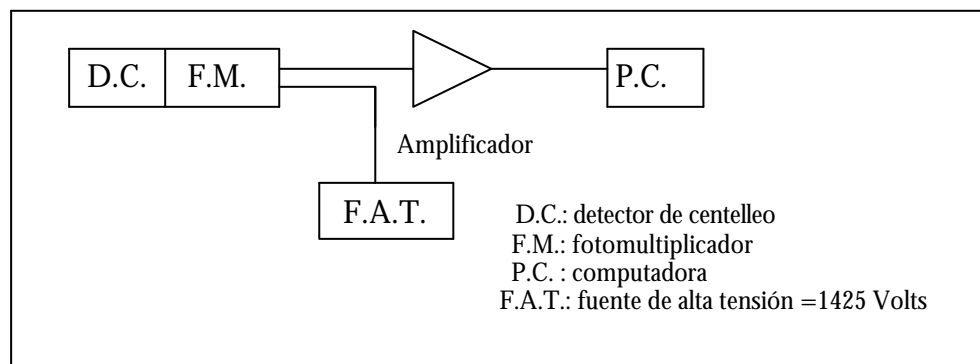 D.C.
F.M.
P.C.
Amplificador
F.A.T.
D.C.: detector de centelleo
F.M.: fotomultiplicador
P.C. : computadora
F.A.T.: fuente de alta tensión =1425 Volts